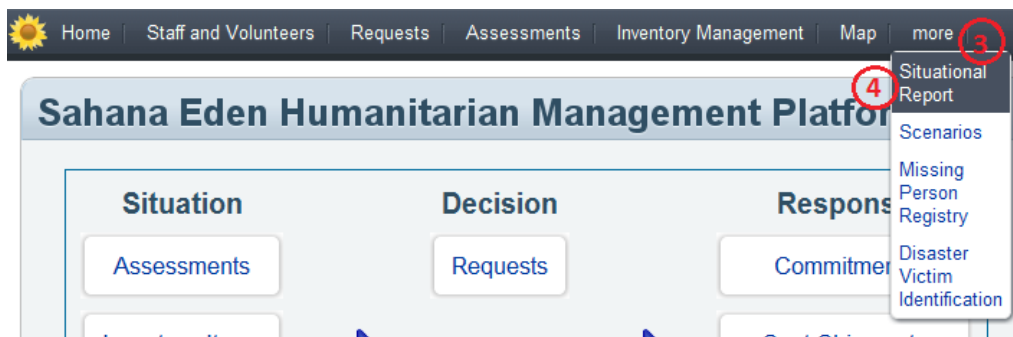 Home Staff and Volunteers Requests Assessments Inventory Management Map more 3
4 Situational
Report
Scenarios
Missing
Person
Registry
Disaster
Victim
Identification
Sahana Eden Humanitarian Management Platfor
Situation Decision Respons
Assessments Requests Commitmen